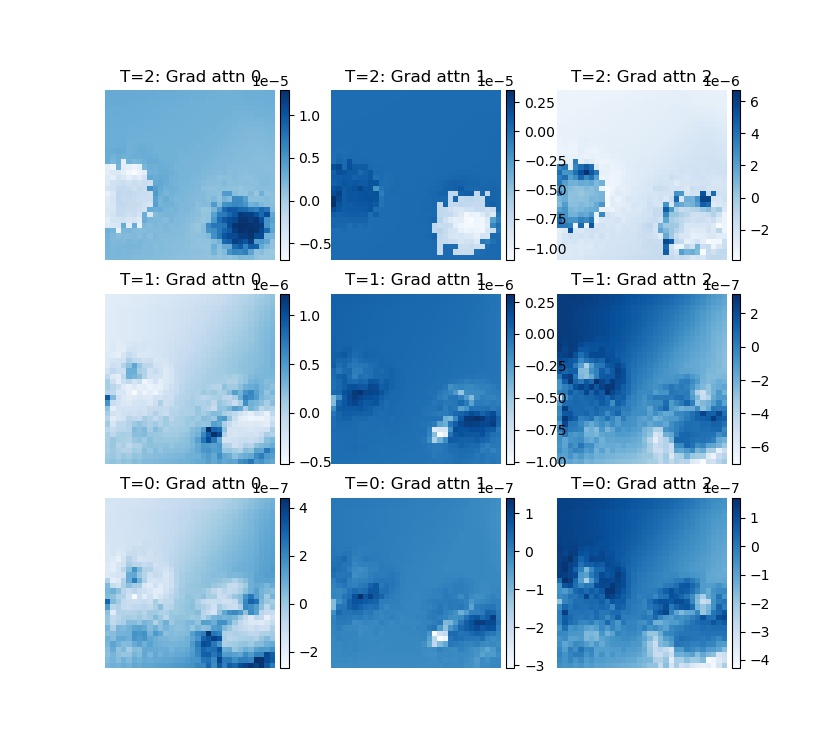 T=2: Grad attn 0
1e−5
T=2: Grad attn 1
1e−5
T=2: Grad attn 2
1e−6
1.0
0.5
0.0
−0.5
0.25
0.00
−0.25
−0.50
−0.75
−1.00
6
4
2
0
−2
T=1: Grad attn 0
1e−6
T=1: Grad attn 1
1e−6
T=1: Grad attn 2
1e−7
1.0
0.5
0.0
−0.5
0.25
0.00
−0.25
−0.50
−0.75
−1.00
2
0
−2
−4
−6
T=0: Grad attn 0
1e−7
T=0: Grad attn 1
1e−7
T=0: Grad attn 2
1e−7
4
2
0
−2
1
0
−1
−2
−3
1
0
−1
−2
−3
−4